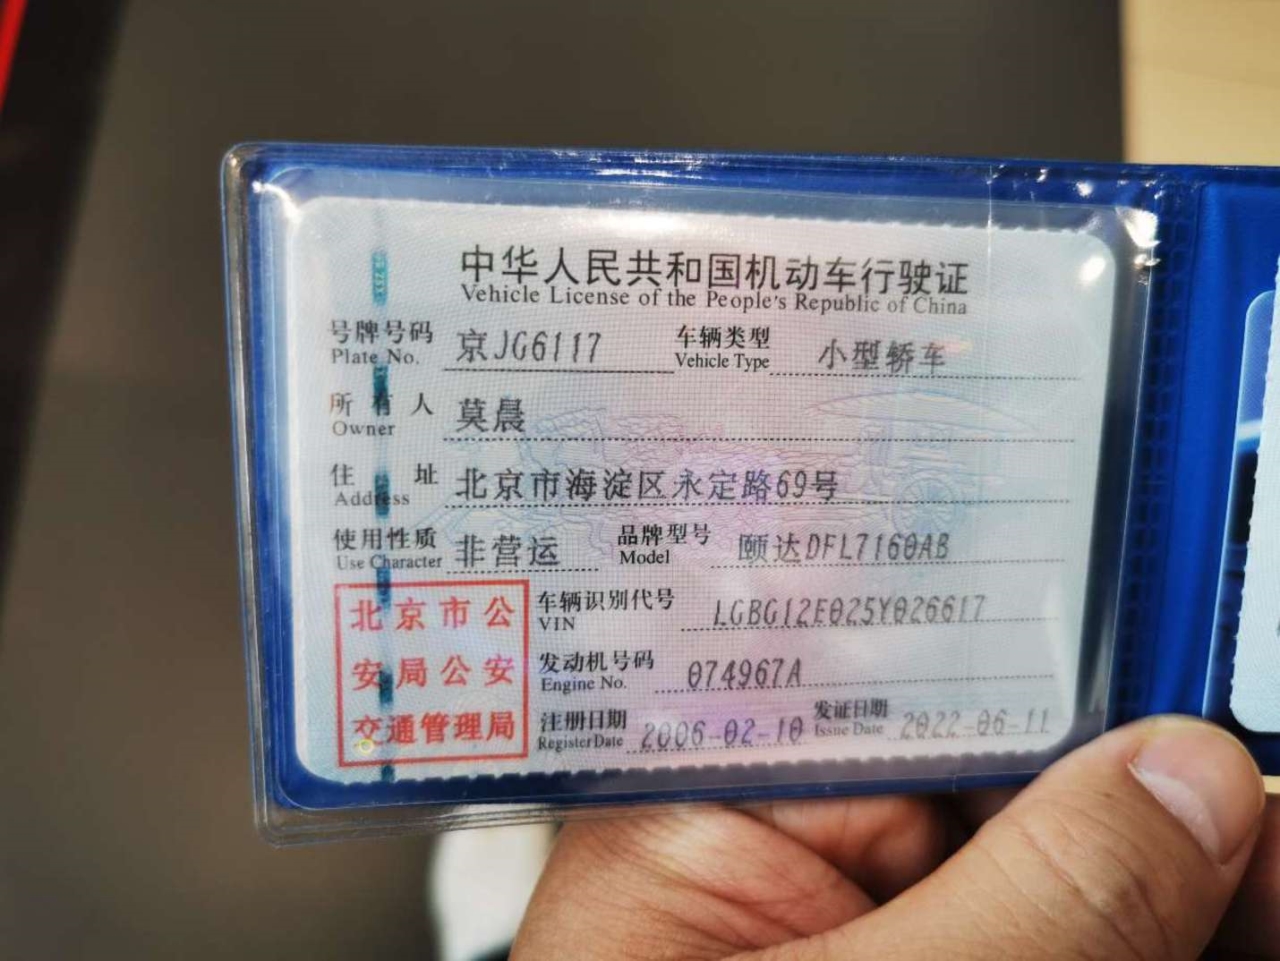 中华人民共和国机动车行驶证
Vehicle License of the People's Republic of China
号牌号码 京JG6117 车辆类型 小型轿车
Plate No. Vehicle Type
所有人 莫晨
Owner
住址 北京市海淀区永定路69号
Address
使用性质 非营运 品牌型号 颐达DFL7160AB
Use Character Model
北京市公
安局公安
交通管理局
车辆识别代号 LGBG12E025Y026617
VIN
发动机号码 074967A
Engine No.
注册日期 2006-02-10 发证日期 2022-06-11
Register Date Issue Date